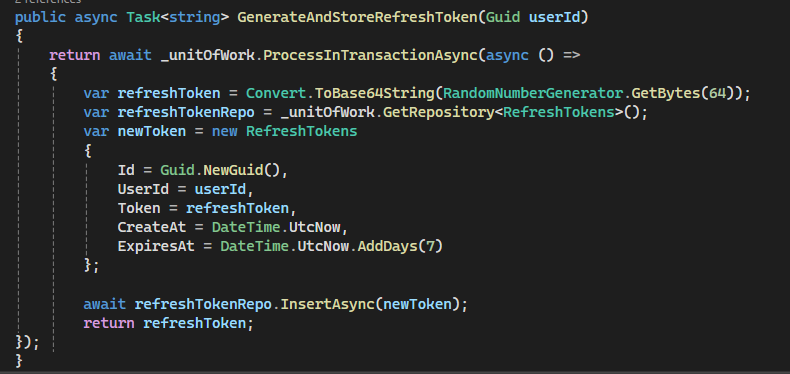 2 references
public async Task<string> GenerateAndStoreRefreshToken(Guid userId)
{
    return await _unitOfWork.ProcessInTransactionAsync(async () =>
    {
        var refreshToken = Convert.ToBase64String(RandomNumberGenerator.GetBytes(64));
        var refreshTokenRepo = _unitOfWork.GetRepository<RefreshTokens>();
        var newToken = new RefreshTokens
        {
            Id = Guid.NewGuid(),
            UserId = userId,
            Token = refreshToken,
            CreateAt = DateTime.UtcNow,
            ExpiresAt = DateTime.UtcNow.AddDays(7)
        };

        await refreshTokenRepo.InsertAsync(newToken);
        return refreshToken;
});
}